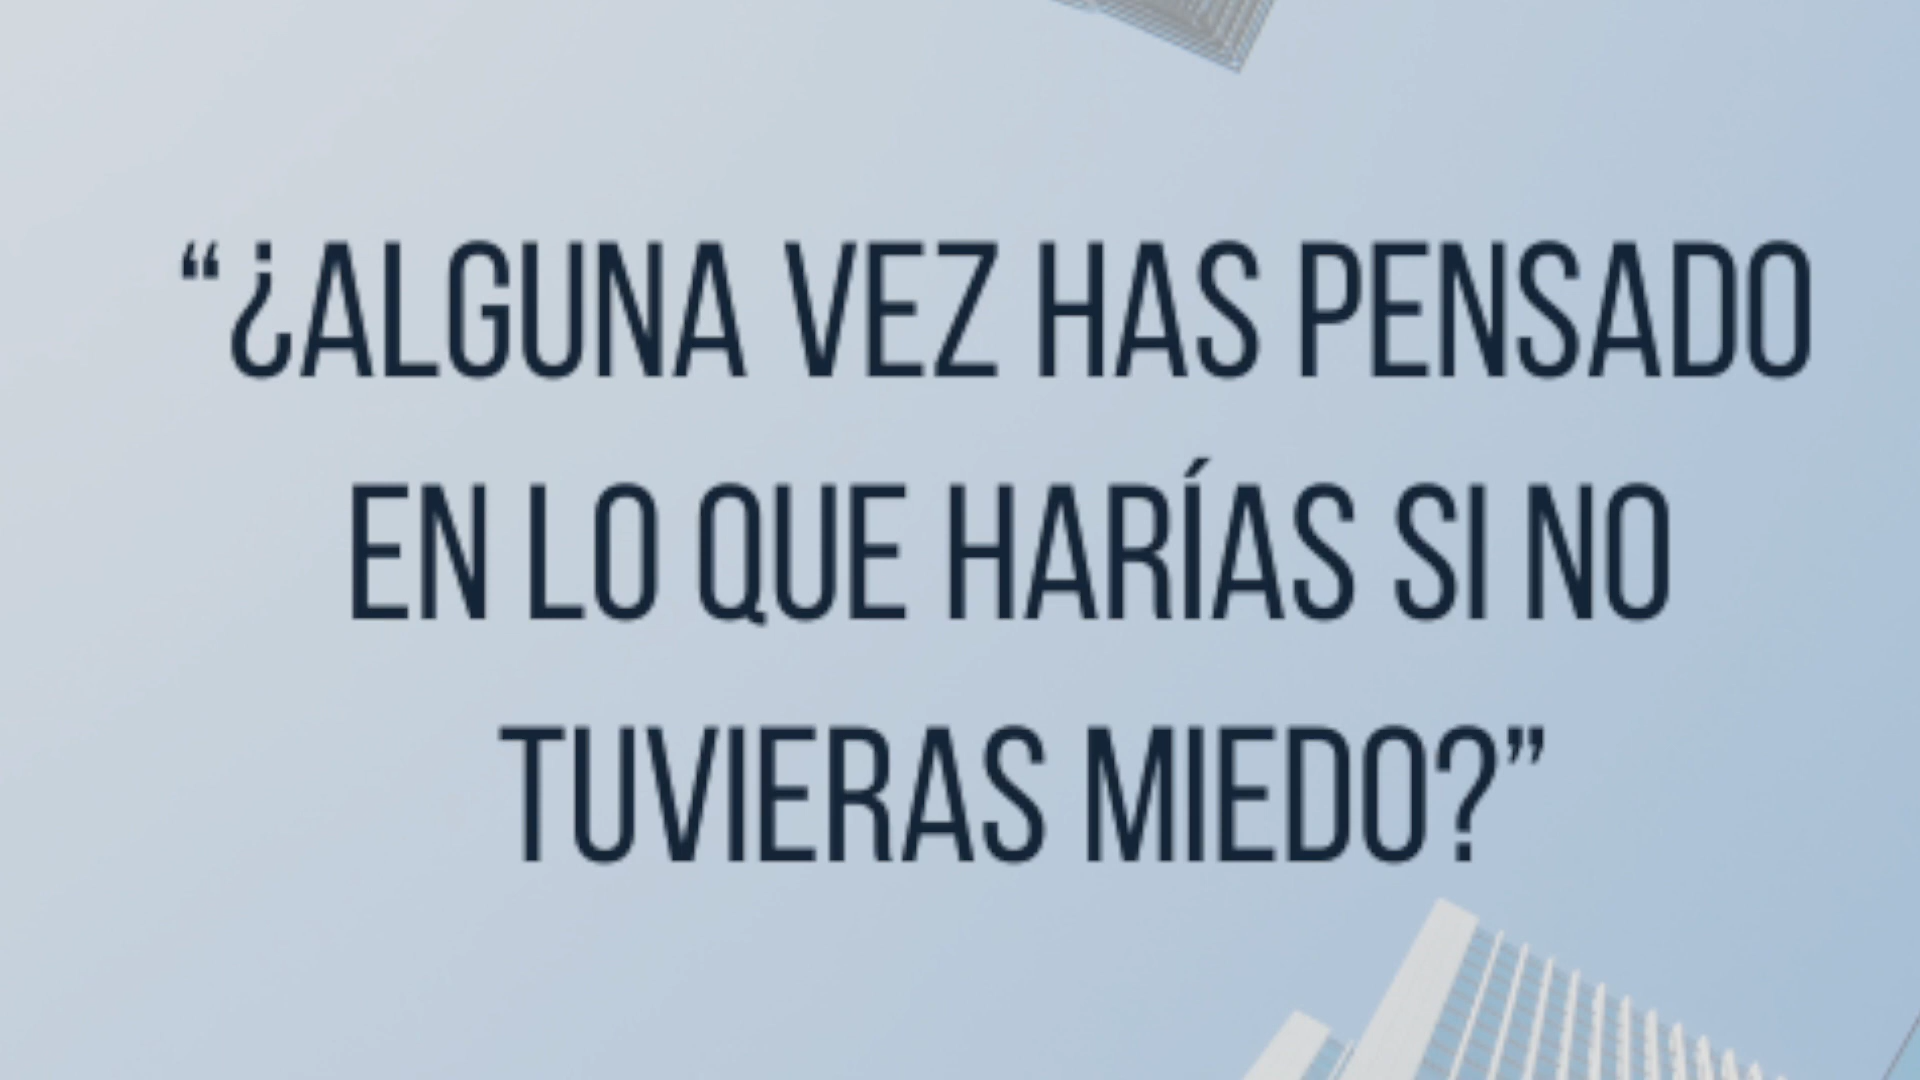 “¿ALGUNA VEZ HAS PENSADO
EN LO QUE HARÍAS SI NO
TUVIERAS MIEDO?”